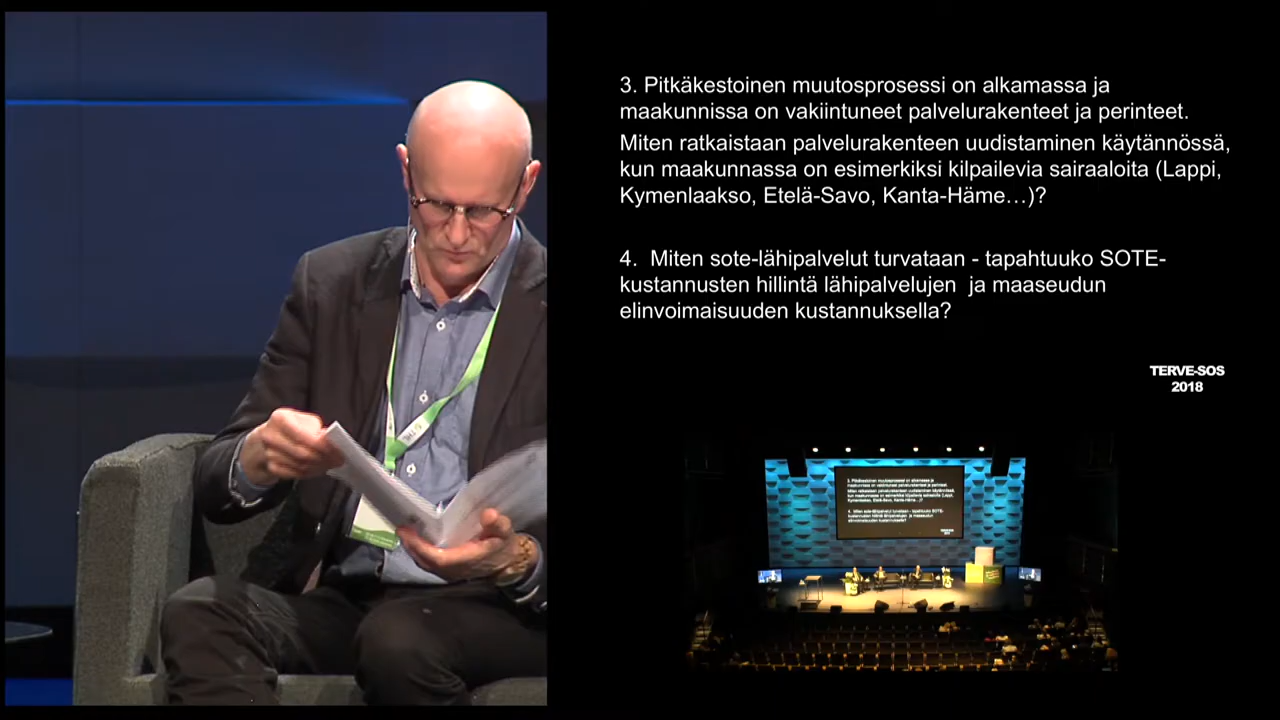 3. Pitkäkestoinen muutosprosessi on alkamassa ja
maakunnissa on vakiintuneet palvelurakenteet ja perinteet.
Miten ratkaistaan palvelurakenteen uudistaminen käytännössä,
kun maakunnassa on esimerkiksi kilpailevia sairaaloita (Lappi,
Kymenlaakso, Etelä-Savo, Kanta-Häme…)?
4.  Miten sote-lähipalvelut turvataan - tapahtuuko SOTE-
kustannusten hillintä lähipalvelujen  ja maaseudun
elinvoimaisuuden kustannuksella?
TERVE-SOS
2018